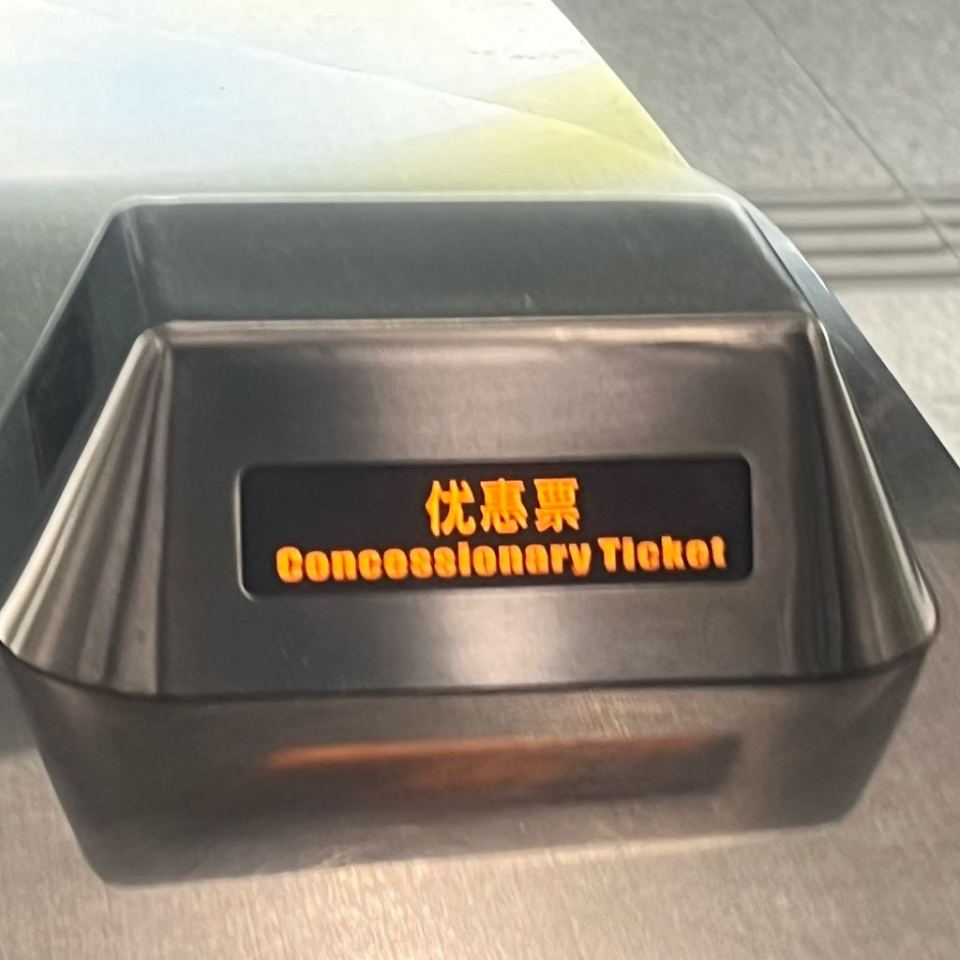 优惠票
Concessionary Ticket